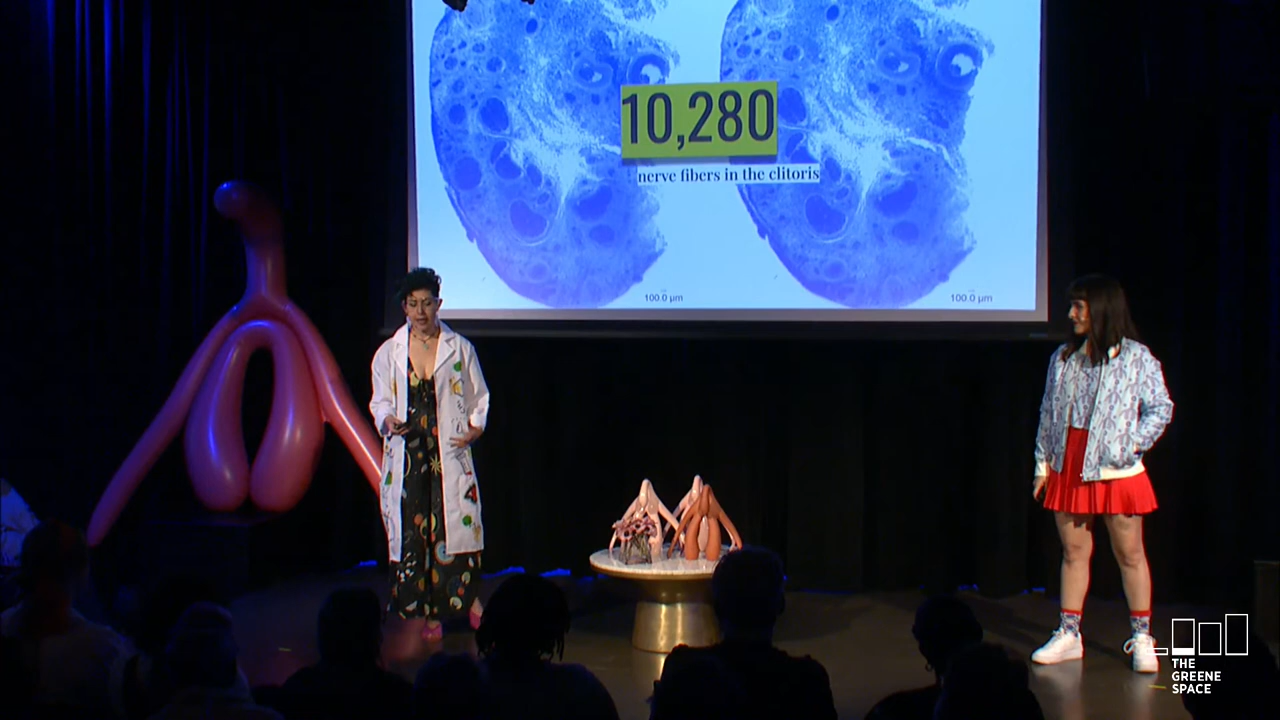 10,280
nerve fibers in the clitoris
100.0 µm
100.0 µm
THE
GREENE
SPACE